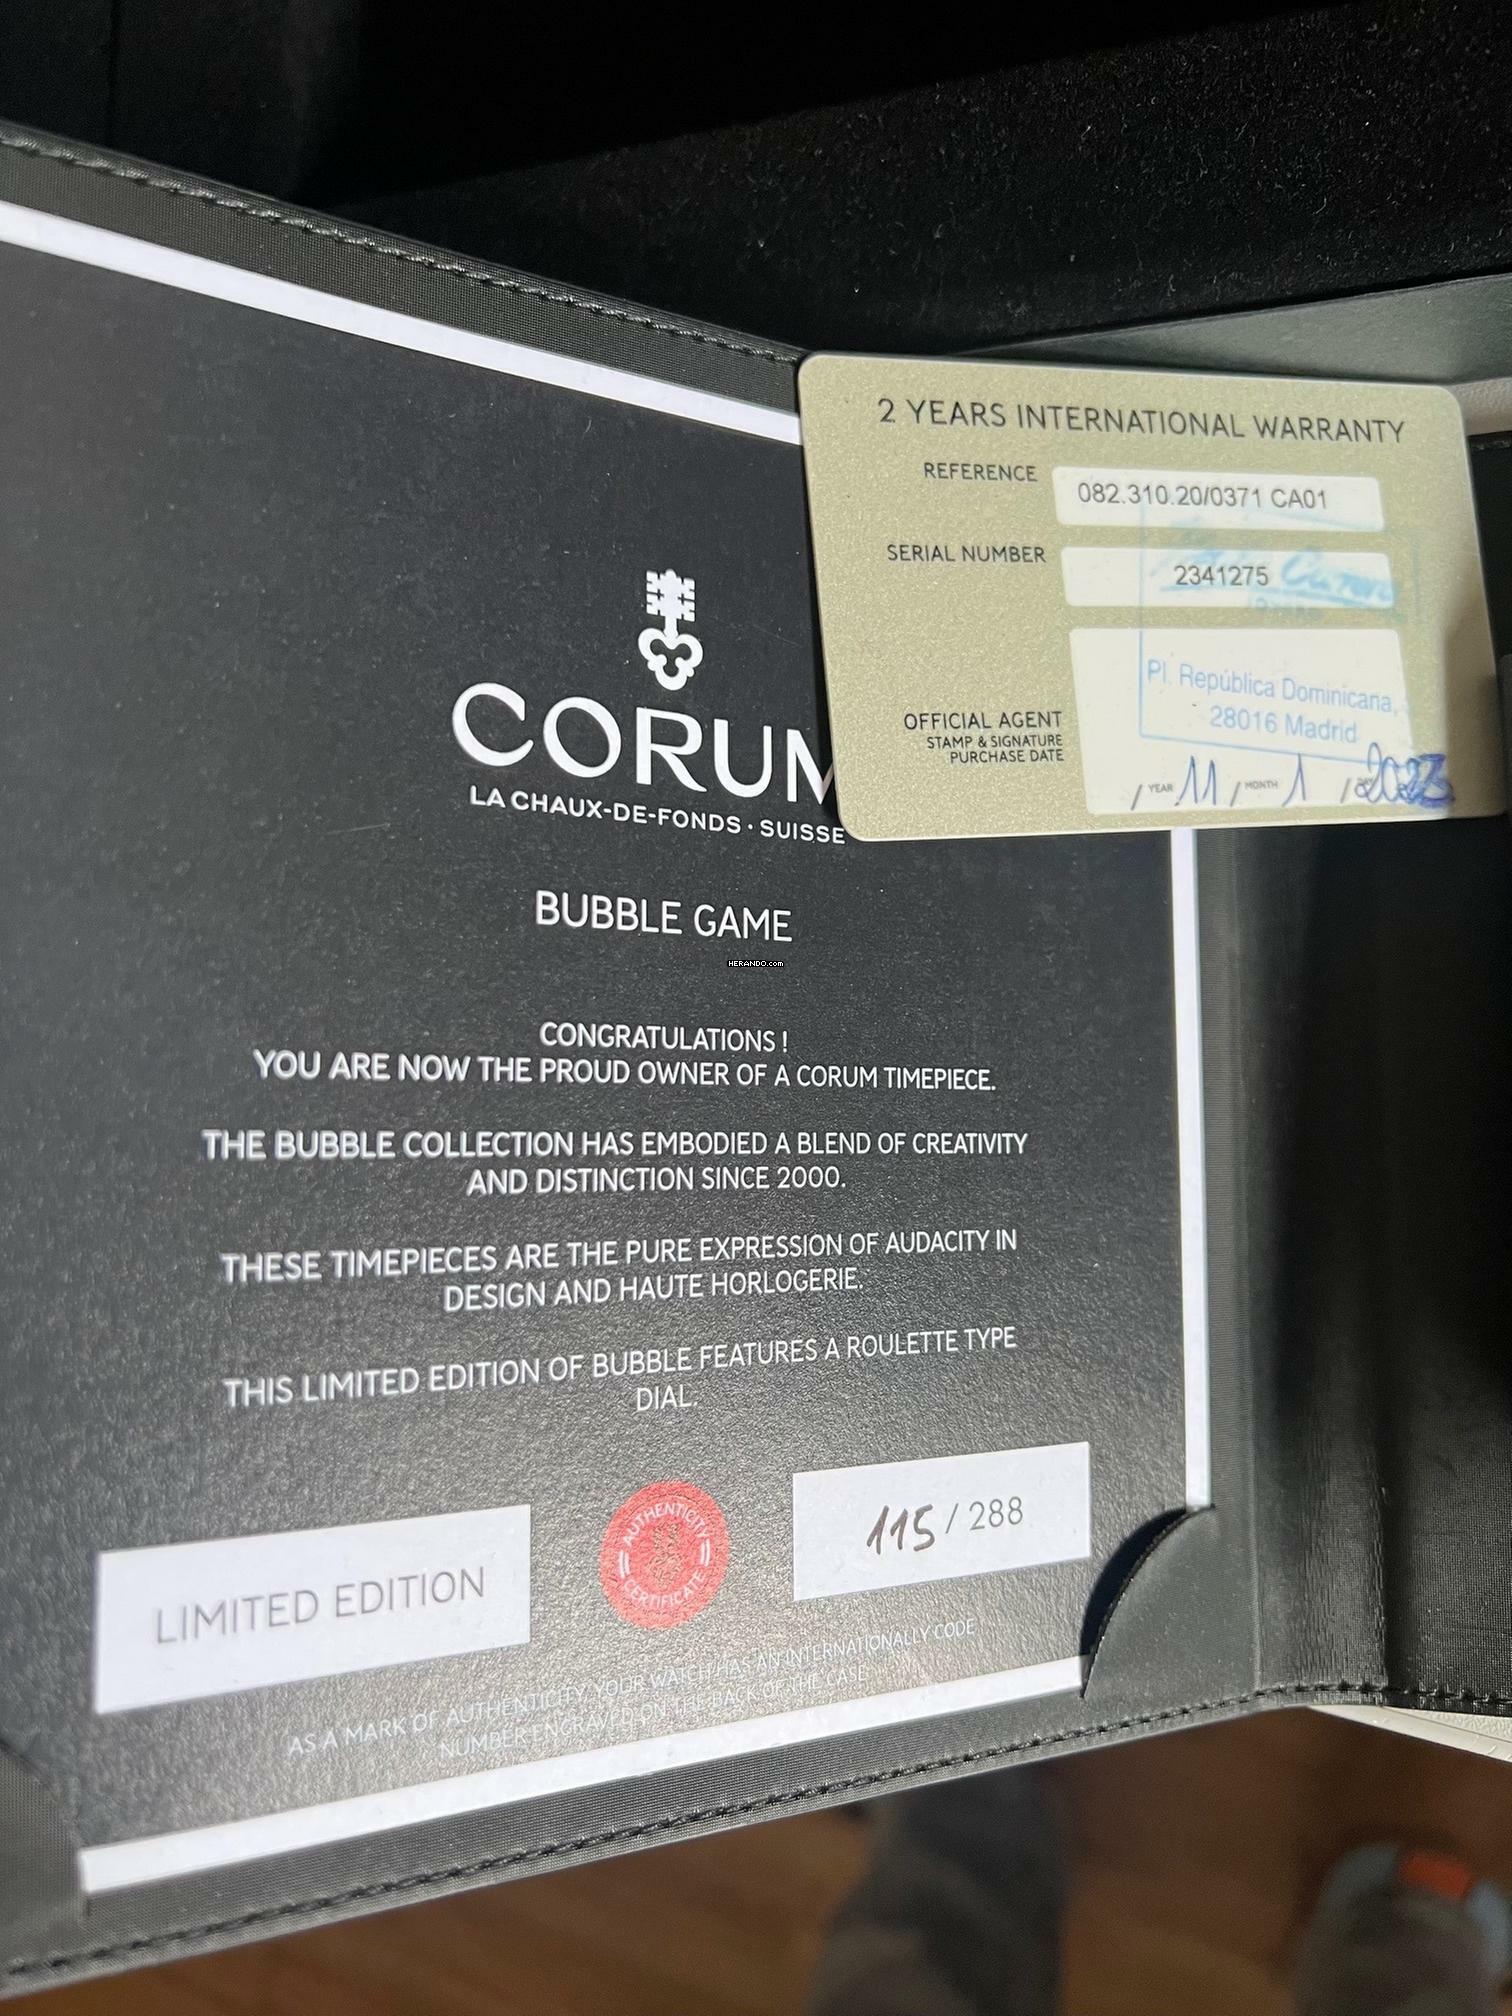 2 YEARS INTERNATIONAL WARRANTY
REFERENCE 082.310.20/0371 CA01
SERIAL NUMBER 2341275
Pl. República Dominicana,
28016 Madrid
OFFICIAL AGENT
STAMP & SIGNATURE
PURCHASE DATE
/ YEAR 11 / MONTH 1 / 2023
CORUM
LA CHAUX-DE-FONDS · SUISSE
BUBBLE GAME
HERANDO.com
CONGRATULATIONS !
YOU ARE NOW THE PROUD OWNER OF A CORUM TIMEPIECE.
THE BUBBLE COLLECTION HAS EMBODIED A BLEND OF CREATIVITY
AND DISTINCTION SINCE 2000.
THESE TIMEPIECES ARE THE PURE EXPRESSION OF AUDACITY IN
DESIGN AND HAUTE HORLOGERIE.
THIS LIMITED EDITION OF BUBBLE FEATURES A ROULETTE TYPE
DIAL.
LIMITED EDITION
AUTHENTICITY
CERTIFICATE
115 / 288
AS A MARK OF AUTHENTICITY, YOUR WATCH HAS AN INTERNATIONALLY CODE
NUMBER ENGRAVED ON THE BACK OF THE CASE